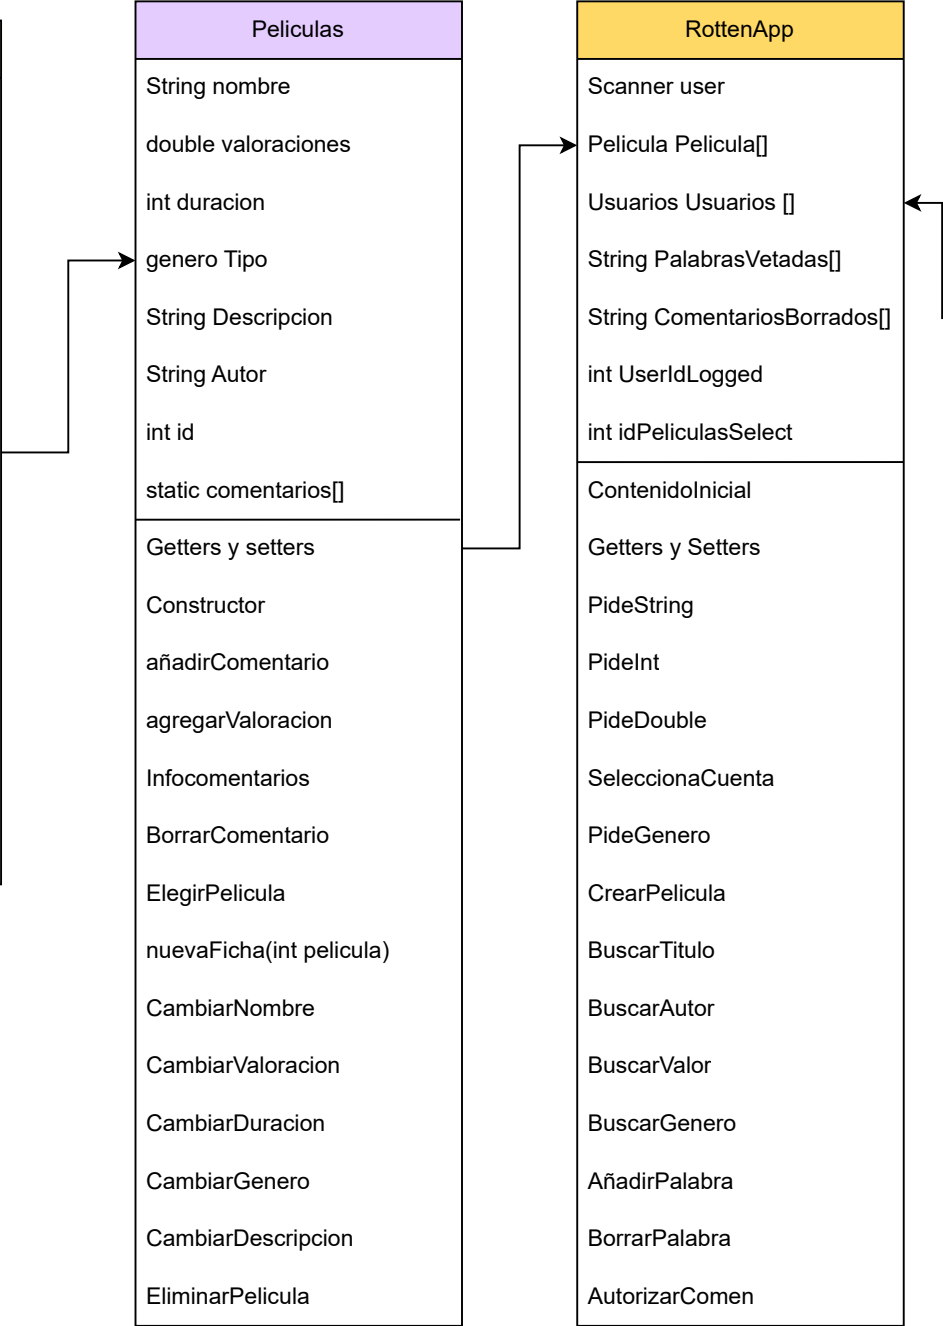 Peliculas
String nombre
double valoraciones
int duracion
genero Tipo
String Descripcion
String Autor
int id
static comentarios[]
Getters y setters
Constructor
añadirComentario
agregarValoracion
Infocomentarios
BorrarComentario
ElegirPelicula
nuevaFicha(int pelicula)
CambiarNombre
CambiarValoracion
CambiarDuracion
CambiarGenero
CambiarDescripcion
EliminarPelicula
RottenApp
Scanner user
Pelicula Pelicula[]
Usuarios Usuarios []
String PalabrasVetadas[]
String ComentariosBorrados[]
int UserIdLogged
int idPeliculasSelect
ContenidoInicial
Getters y Setters
PideString
PideInt
PideDouble
SeleccionaCuenta
PideGenero
CrearPelicula
BuscarTitulo
BuscarAutor
BuscarValor
BuscarGenero
AñadirPalabra
BorrarPalabra
AutorizarComen